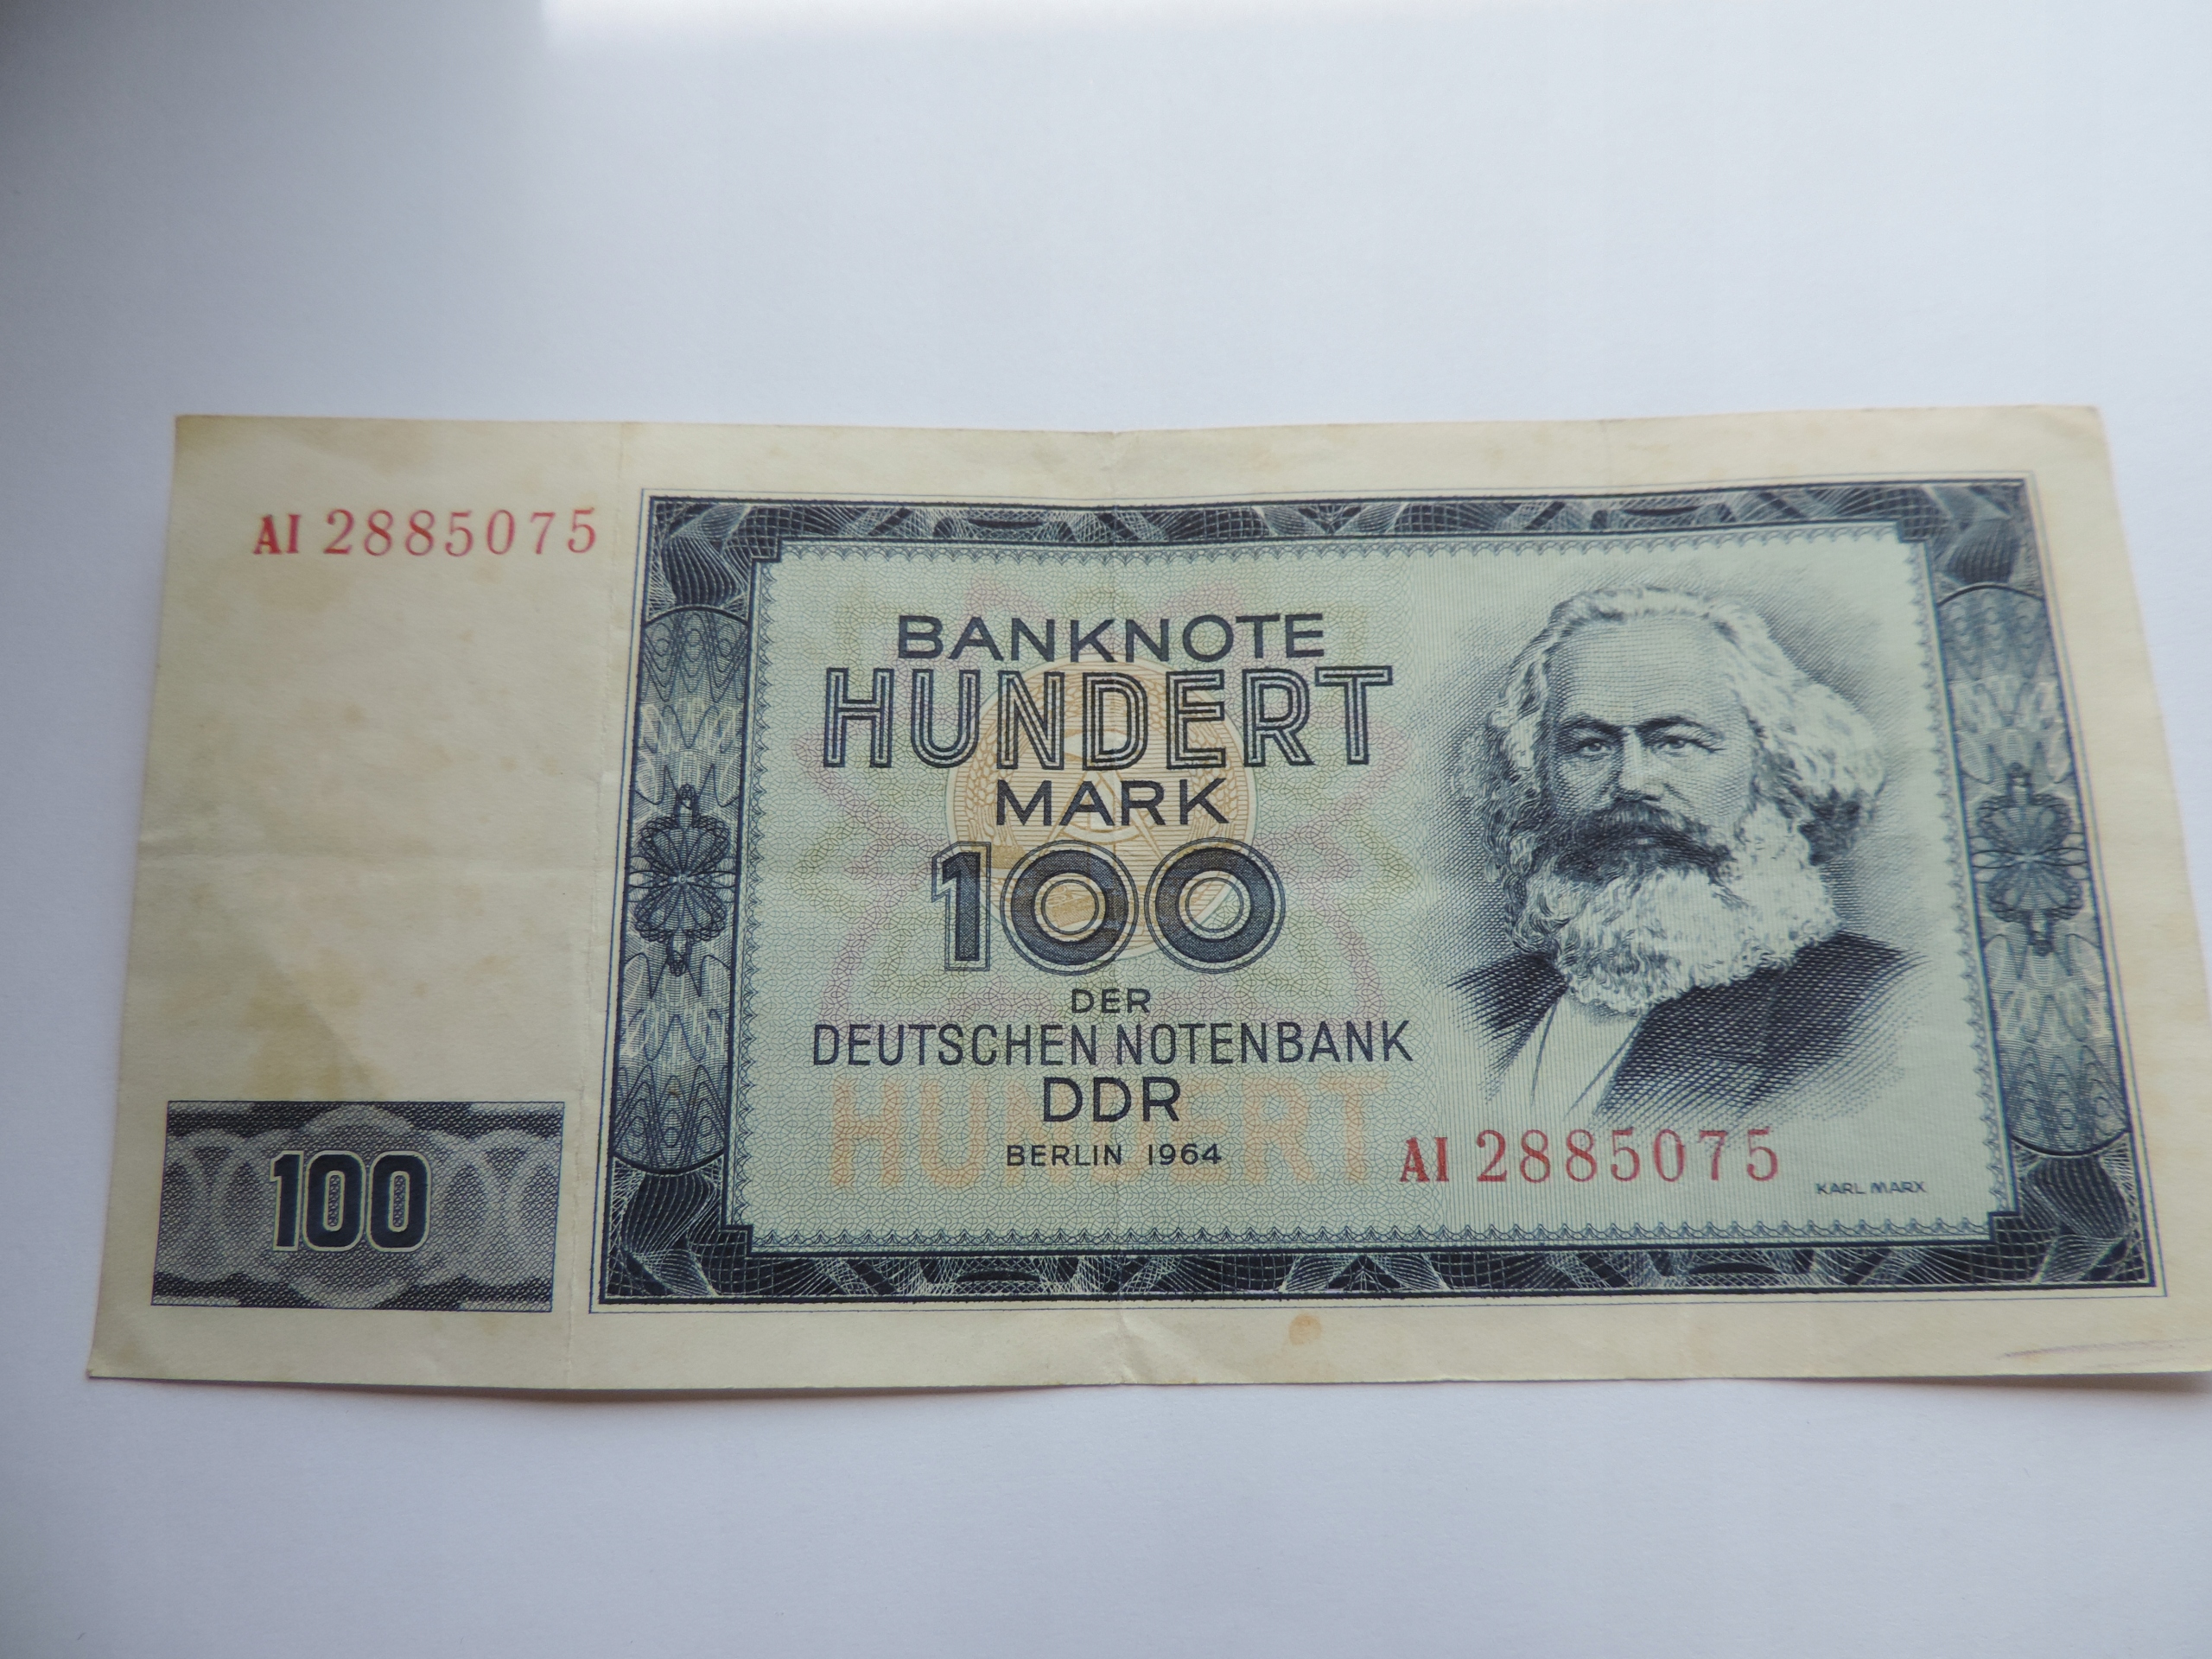 AI 2885075
BANKNOTE
HUNDERT
MARK
100
DER
DEUTSCHEN NOTENBANK
DDR
HUNDERT
BERLIN 1964
AI 2885075
KARL MARX
100